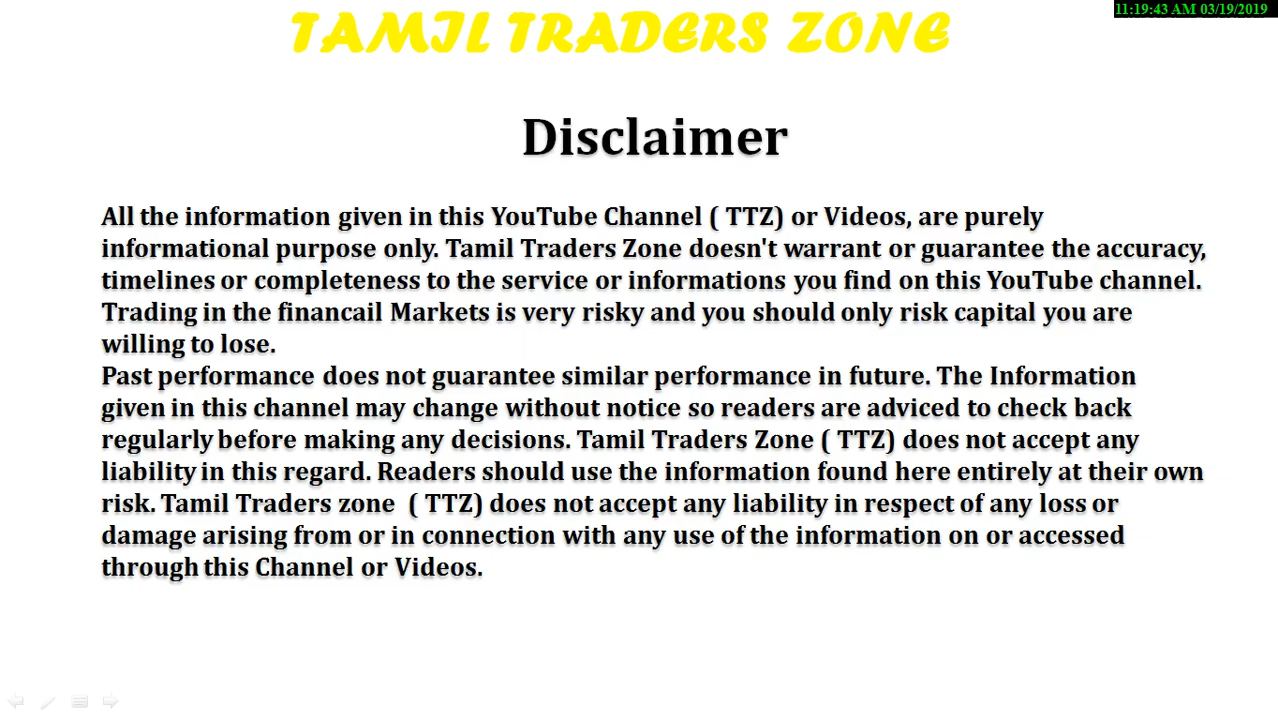 11:19:43 AM 03/19/2019
TAMIL TRADERS ZONE
Disclaimer
All the information given in this YouTube Channel ( TTZ) or Videos, are purely
informational purpose only. Tamil Traders Zone doesn't warrant or guarantee the accuracy,
timelines or completeness to the service or informations you find on this YouTube channel.
Trading in the financail Markets is very risky and you should only risk capital you are
willing to lose.
Past performance does not guarantee similar performance in future. The Information
given in this channel may change without notice so readers are adviced to check back
regularly before making any decisions. Tamil Traders Zone ( TTZ) does not accept any
liability in this regard. Readers should use the information found here entirely at their own
risk. Tamil Traders zone  ( TTZ) does not accept any liability in respect of any loss or
damage arising from or in connection with any use of the information on or accessed
through this Channel or Videos.